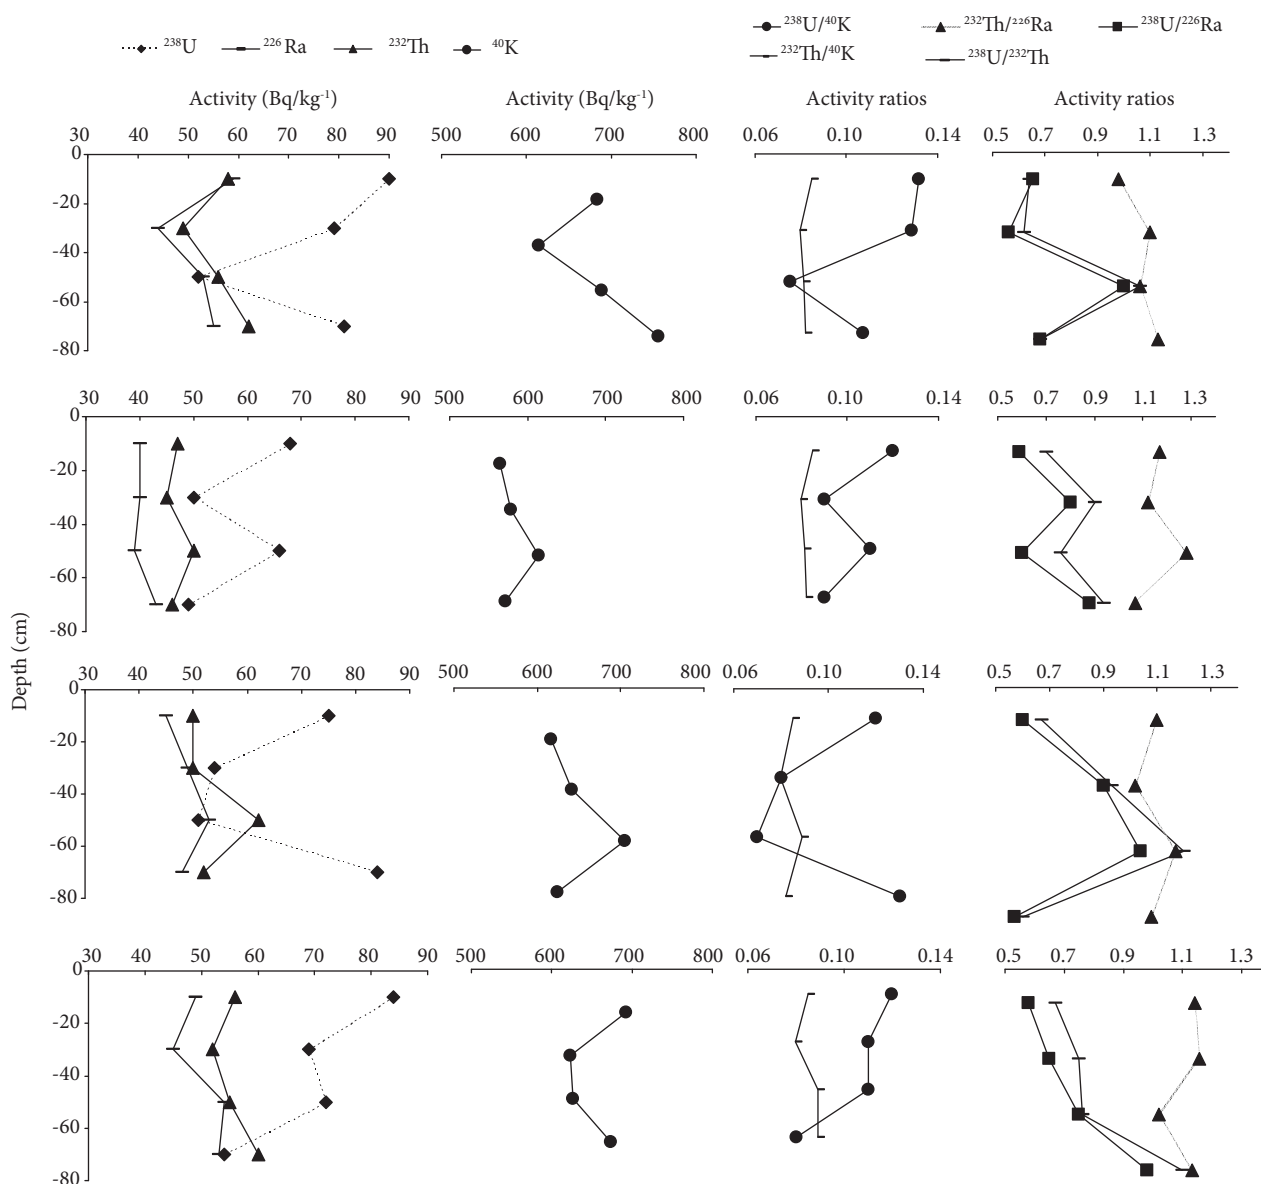 ²³⁸U ²²⁶Ra ²³²Th ⁴⁰K
²³⁸U/⁴⁰K ²³²Th/²²⁶Ra ²³⁸U/²²⁶Ra
²³²Th/⁴⁰K ²³⁸U/²³²Th
Activity (Bq/kg⁻¹) Activity (Bq/kg⁻¹) Activity ratios Activity ratios
30 40 50 60 70 80 90 500 600 700 800 0.06 0.10 0.14 0.5 0.7 0.9 1.1 1.3
0
-20
-40
-60
-80
30 40 50 60 70 80 90 500 600 700 800 0.06 0.10 0.14 0.5 0.7 0.9 1.1 1.3
0
-20
-40
-60
-80
Depth (cm)
30 40 50 60 70 80 90 500 600 700 800 0.06 0.10 0.14 0.5 0.7 0.9 1.1 1.3
0
-20
-40
-60
-80
30 40 50 60 70 80 90 500 600 700 800 0.06 0.10 0.14 0.5 0.7 0.9 1.1 1.3
0
-20
-40
-60
-80